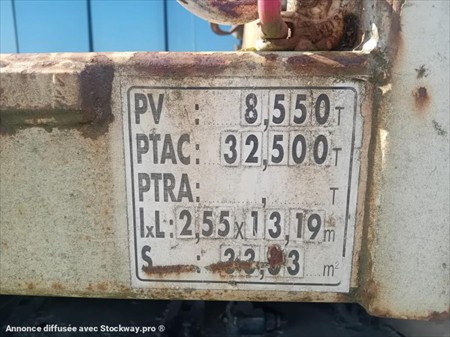 PV : 8,550 T
PTAC: 32,500 T
PTRA: , T
lxL: 2,55 x 13,19 m
S : m²
Annonce diffusée avec Stockway.pro ®